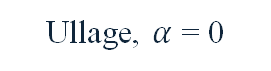 Ullage, α = 0